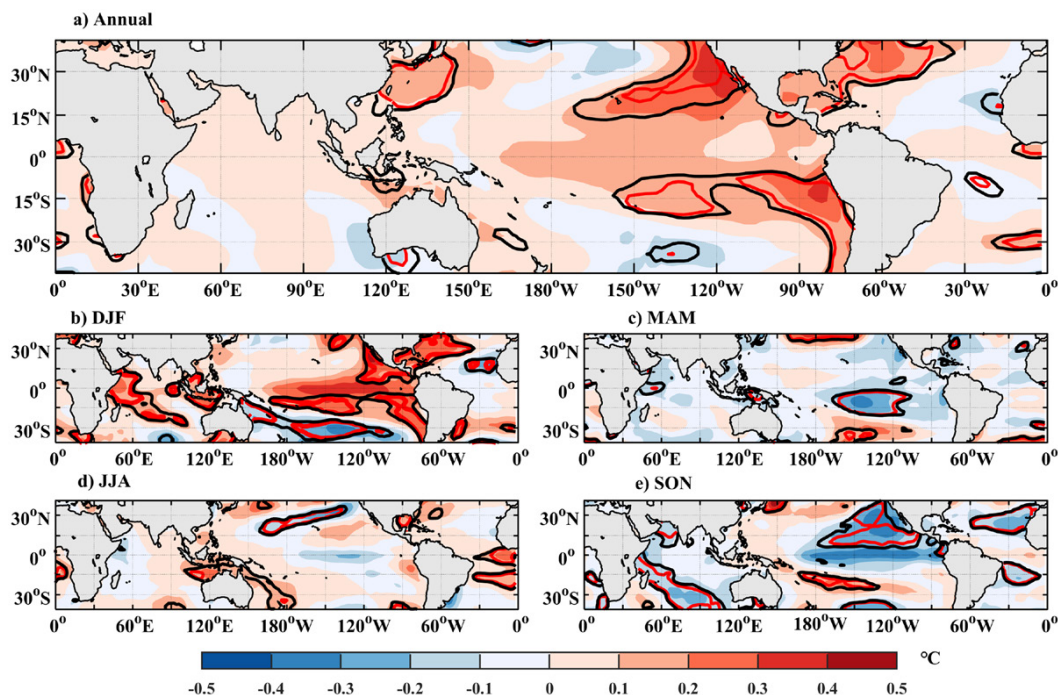 a) Annual
30°N
15°N
0°
15°S
30°S
0° 30°E 60°E 90°E 120°E 150°E 180°W 150°W 120°W 90°W 60°W 30°W 0°
b) DJF
30°N
0°
30°S
60°E 120°E 180°W 120°W 60°W 0°
c) MAM
30°N
0°
30°S
60°E 120°E 180°W 120°W 60°W 0°
d) JJA
30°N
0°
30°S
60°E 120°E 180°W 120°W 60°W 0°
e) SON
30°N
0°
30°S
60°E 120°E 180°W 120°W 60°W 0°
°C
-0.5 -0.4 -0.3 -0.2 -0.1 0 0.1 0.2 0.3 0.4 0.5